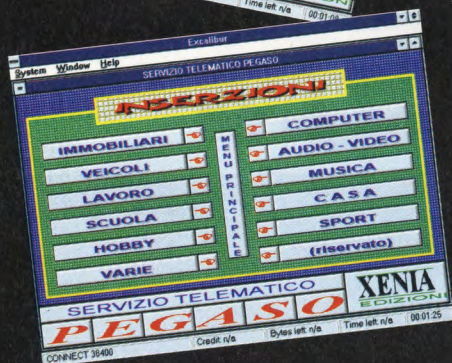 Time left: n/a
00:01:09
Excalibur
System Window Help
SERVIZIO TELEMATICO PEGASO
INSERZIONI
IMMOBILIARI
VEICOLI
LAVORO
SCUOLA
HOBBY
VARIE
MENU PRINCIPALE
COMPUTER
AUDIO - VIDEO
MUSICA
CASA
SPORT
(riservato)
SERVIZIO TELEMATICO
PEGASO
XENIA
EDIZIONI
CONNECT 38400
Credit: n/a
Bytes left: n/a
Time left: n/a
00:01:25